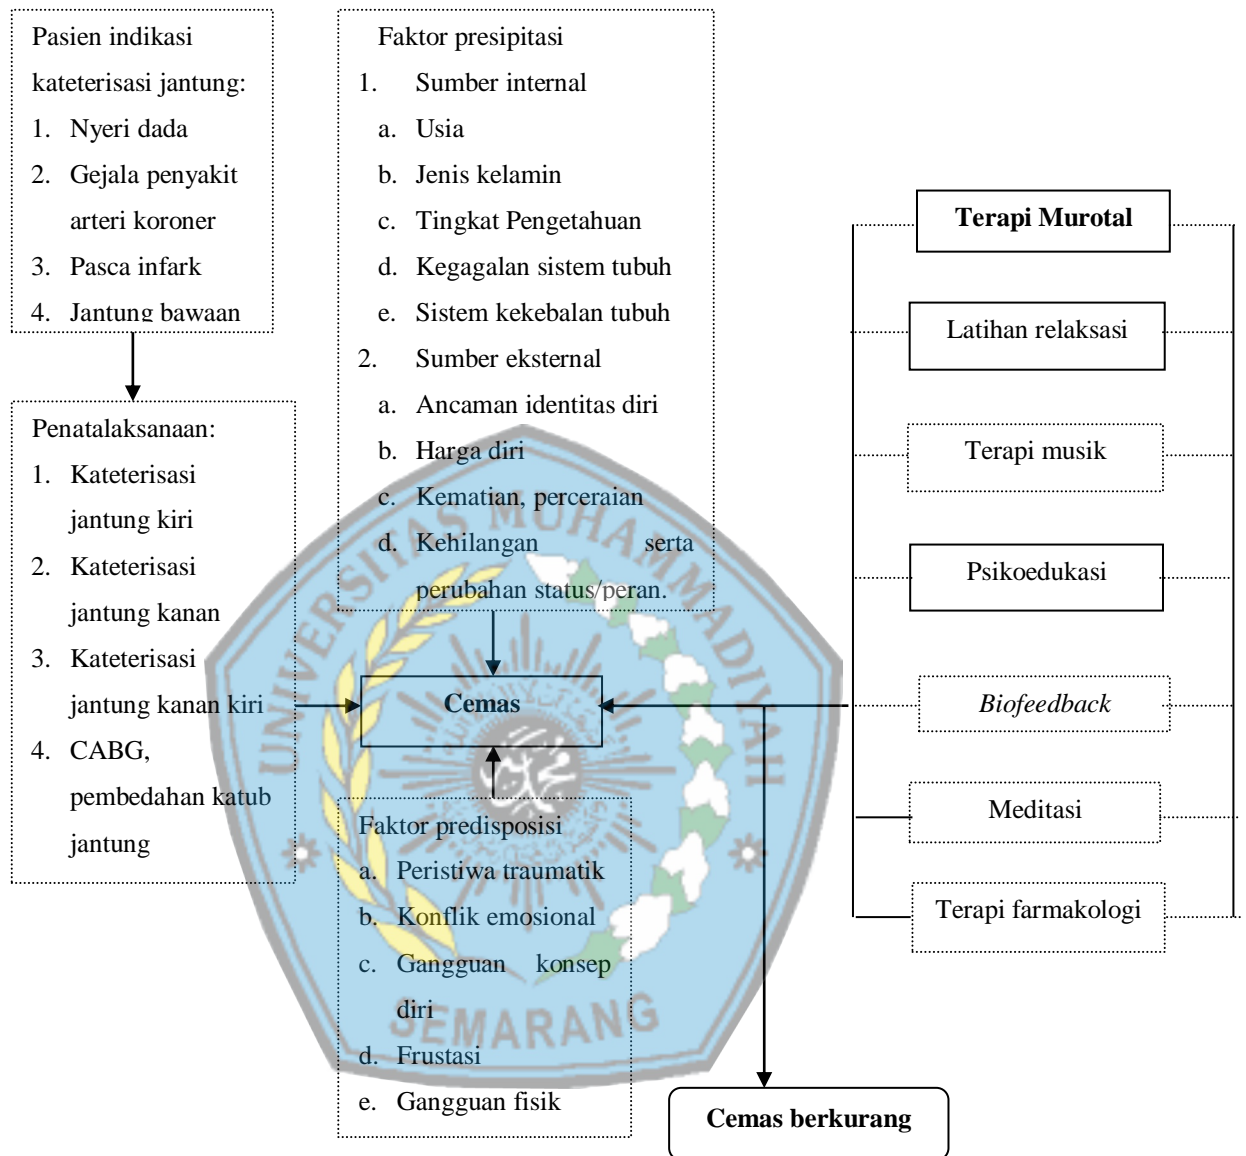 Pasien indikasi
kateterisasi jantung:
1. Nyeri dada
2. Gejala penyakit
arteri koroner
3. Pasca infark
4. Jantung bawaan
Penatalaksanaan:
1. Kateterisasi
jantung kiri
2. Kateterisasi
jantung kanan
3. Kateterisasi
jantung kanan kiri
4. CABG,
pembedahan katub
jantung
Faktor presipitasi
1. Sumber internal
a. Usia
b. Jenis kelamin
c. Tingkat Pengetahuan
d. Kegagalan sistem tubuh
e. Sistem kekebalan tubuh
2. Sumber eksternal
a. Ancaman identitas diri
b. Harga diri
c. Kematian, perceraian
d. Kehilangan serta
perubahan status/peran.
Cemas
Faktor predisposisi
a. Peristiwa traumatik
b. Konflik emosional
c. Gangguan konsep
diri
d. Frustasi
e. Gangguan fisik
Terapi Murotal
Latihan relaksasi
Terapi musik
Psikoedukasi
Biofeedback
Meditasi
Terapi farmakologi
Cemas berkurang
UNIVERSITAS MUHAMMADIYAH
SEMARANG